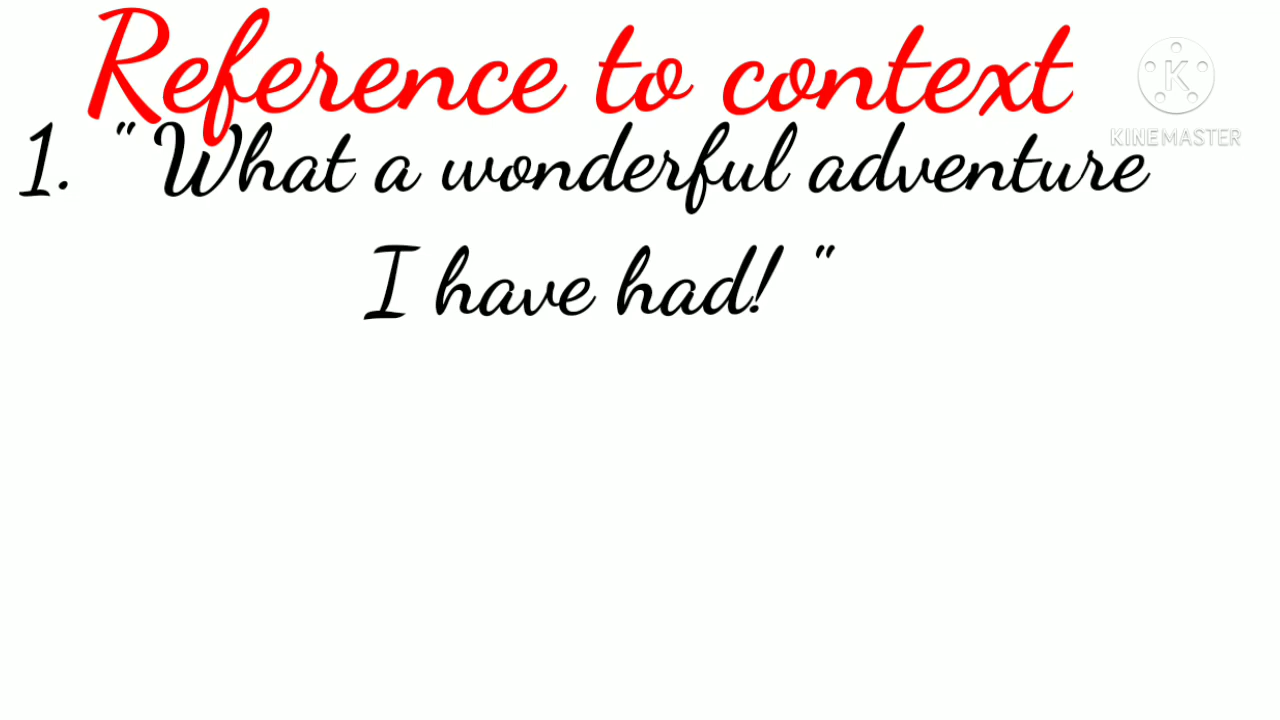 Reference to context
K
KINEMASTER
1. " What a wonderful adventure
I have had! "